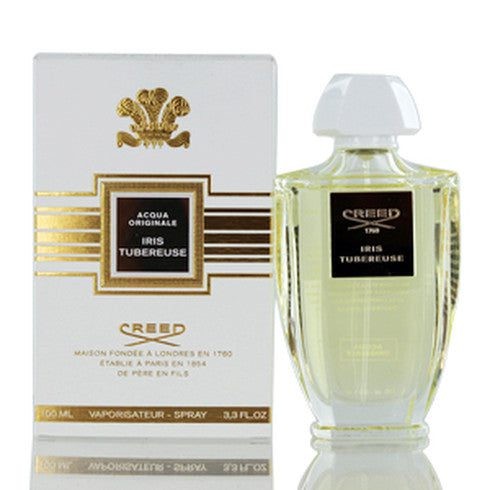 ACQUA
ORIGINALE
IRIS
TUBEREUSE
CREED
MAISON FONDÉE À LONDRES EN 1760
ÉTABLIE À PARIS EN 1854
DE PÈRE EN FILS
100 ML VAPORISATEUR - SPRAY 3,3 FL.OZ
CREED
1760
IRIS
TUBEREUSE